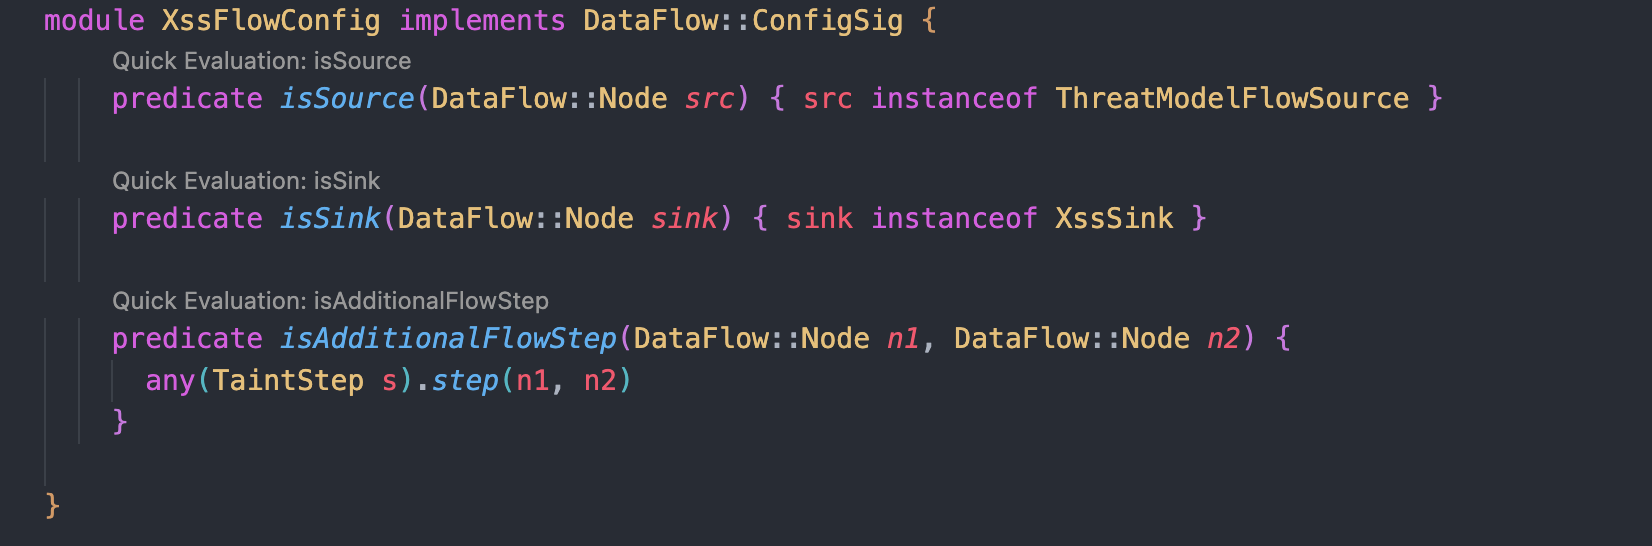 module XssFlowConfig implements DataFlow::ConfigSig {
Quick Evaluation: isSource
predicate isSource(DataFlow::Node src) { src instanceof ThreatModelFlowSource }
Quick Evaluation: isSink
predicate isSink(DataFlow::Node sink) { sink instanceof XssSink }
Quick Evaluation: isAdditionalFlowStep
predicate isAdditionalFlowStep(DataFlow::Node n1, DataFlow::Node n2) {
any(TaintStep s).step(n1, n2)
}
}